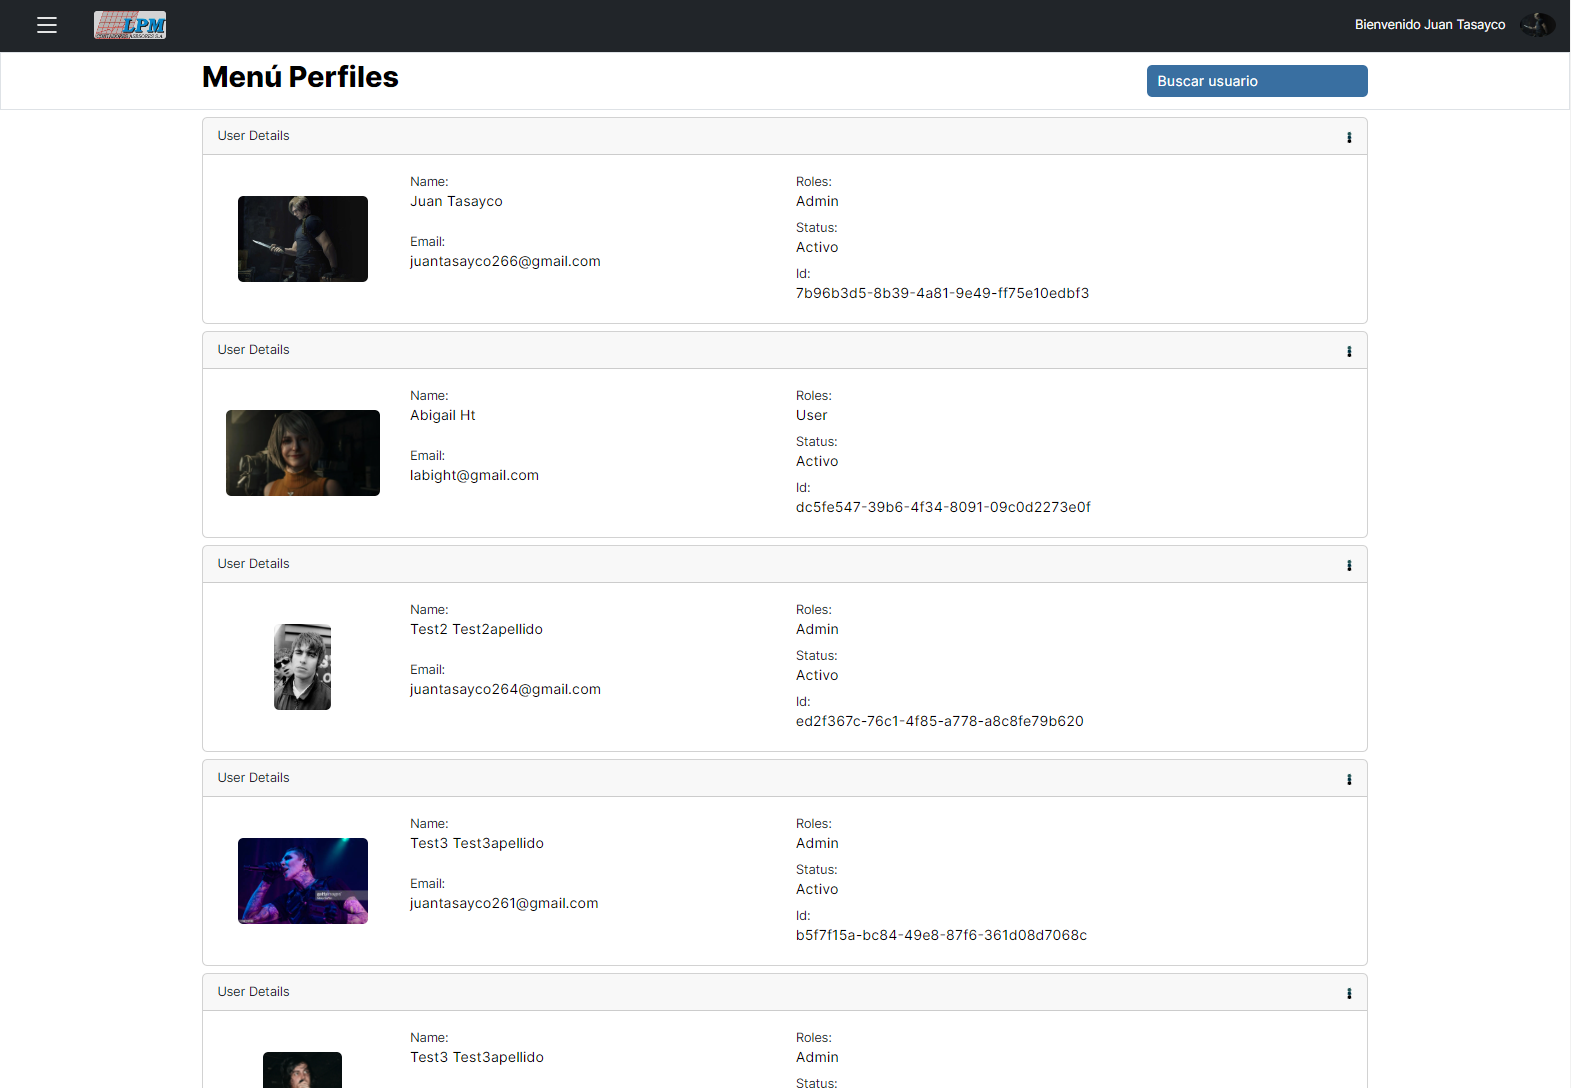 LPM
Bienvenido Juan Tasayco
Menú Perfiles
Buscar usuario
User Details
Name:
Juan Tasayco
Email:
juantasayco266@gmail.com
Roles:
Admin
Status:
Activo
Id:
7b96b3d5-8b39-4a81-9e49-ff75e10edbf3
User Details
Name:
Abigail Ht
Email:
labight@gmail.com
Roles:
User
Status:
Activo
Id:
dc5fe547-39b6-4f34-8091-09c0d2273e0f
User Details
Name:
Test2 Test2apellido
Email:
juantasayco264@gmail.com
Roles:
Admin
Status:
Activo
Id:
ed2f367c-76c1-4f85-a778-a8c8fe79b620
User Details
Name:
Test3 Test3apellido
Email:
juantasayco261@gmail.com
Roles:
Admin
Status:
Activo
Id:
b5f7f15a-bc84-49e8-87f6-361d08d7068c
User Details
Name:
Test3 Test3apellido
Roles:
Admin
Status: